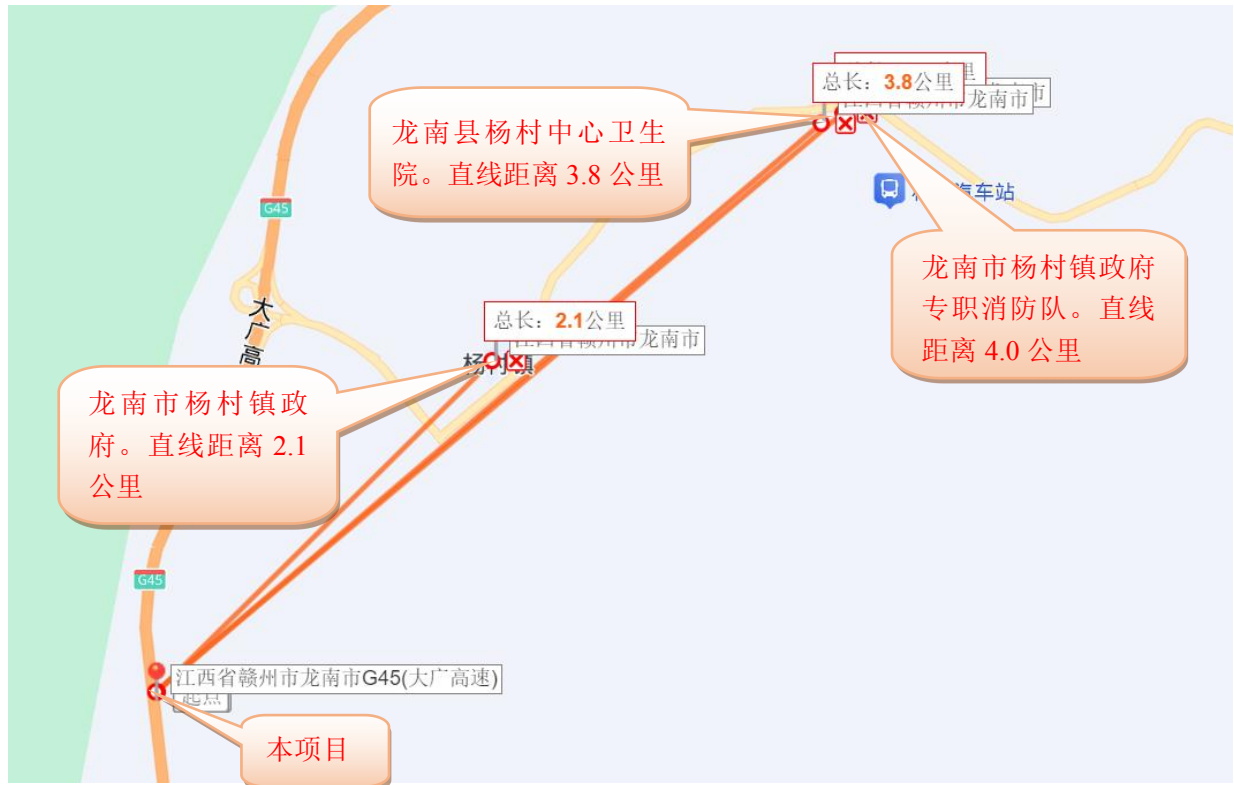 总长：3.8公里
里
龙南市
市
龙南县杨村中心卫生
院。直线距离 3.8 公里
G45
汽车站
龙南市杨村镇政府
专职消防队。直线
距离 4.0 公里
大广高
总长：2.1公里
江西省赣州市龙南市
杨村镇
龙南市杨村镇政
府。直线距离 2.1
公里
G45
江西省赣州市龙南市G45(大广高速)
起点
本项目